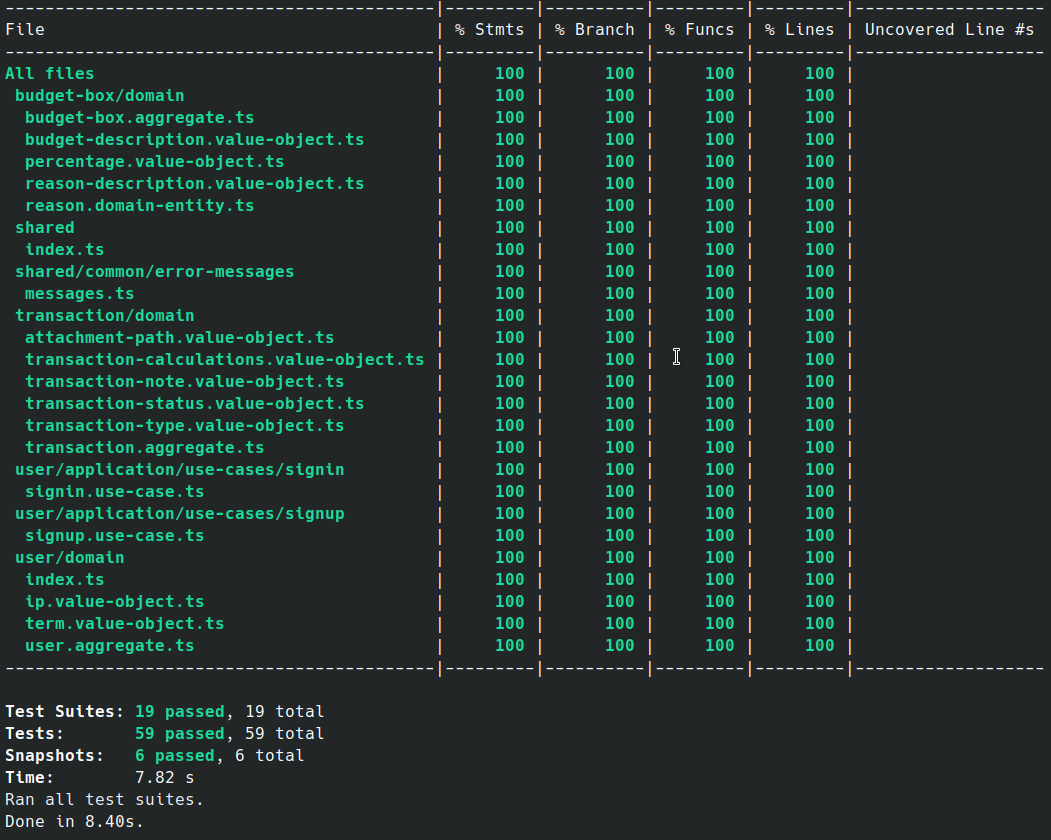 -------------------------------------------|---------|----------|---------|---------|-------------------
File                                       | % Stmts | % Branch | % Funcs | % Lines | Uncovered Line #s
-------------------------------------------|---------|----------|---------|---------|-------------------
All files                                  |     100 |      100 |     100 |     100 |
 budget-box/domain                         |     100 |      100 |     100 |     100 |
  budget-box.aggregate.ts                  |     100 |      100 |     100 |     100 |
  budget-description.value-object.ts       |     100 |      100 |     100 |     100 |
  percentage.value-object.ts               |     100 |      100 |     100 |     100 |
  reason-description.value-object.ts       |     100 |      100 |     100 |     100 |
  reason.domain-entity.ts                  |     100 |      100 |     100 |     100 |
 shared                                    |     100 |      100 |     100 |     100 |
  index.ts                                 |     100 |      100 |     100 |     100 |
 shared/common/error-messages              |     100 |      100 |     100 |     100 |
  messages.ts                              |     100 |      100 |     100 |     100 |
 transaction/domain                        |     100 |      100 |     100 |     100 |
  attachment-path.value-object.ts          |     100 |      100 |     100 |     100 |
  transaction-calculations.value-object.ts |     100 |      100 |     100 |     100 |
  transaction-note.value-object.ts         |     100 |      100 |     100 |     100 |
  transaction-status.value-object.ts       |     100 |      100 |     100 |     100 |
  transaction-type.value-object.ts         |     100 |      100 |     100 |     100 |
  transaction.aggregate.ts                 |     100 |      100 |     100 |     100 |
 user/application/use-cases/signin         |     100 |      100 |     100 |     100 |
  signin.use-case.ts                       |     100 |      100 |     100 |     100 |
 user/application/use-cases/signup         |     100 |      100 |     100 |     100 |
  signup.use-case.ts                       |     100 |      100 |     100 |     100 |
 user/domain                               |     100 |      100 |     100 |     100 |
  index.ts                                 |     100 |      100 |     100 |     100 |
  ip.value-object.ts                       |     100 |      100 |     100 |     100 |
  term.value-object.ts                     |     100 |      100 |     100 |     100 |
  user.aggregate.ts                        |     100 |      100 |     100 |     100 |
-------------------------------------------|---------|----------|---------|---------|-------------------
Test Suites: 19 passed, 19 total
Tests:       59 passed, 59 total
Snapshots:   6 passed, 6 total
Time:        7.82 s
Ran all test suites.
Done in 8.40s.